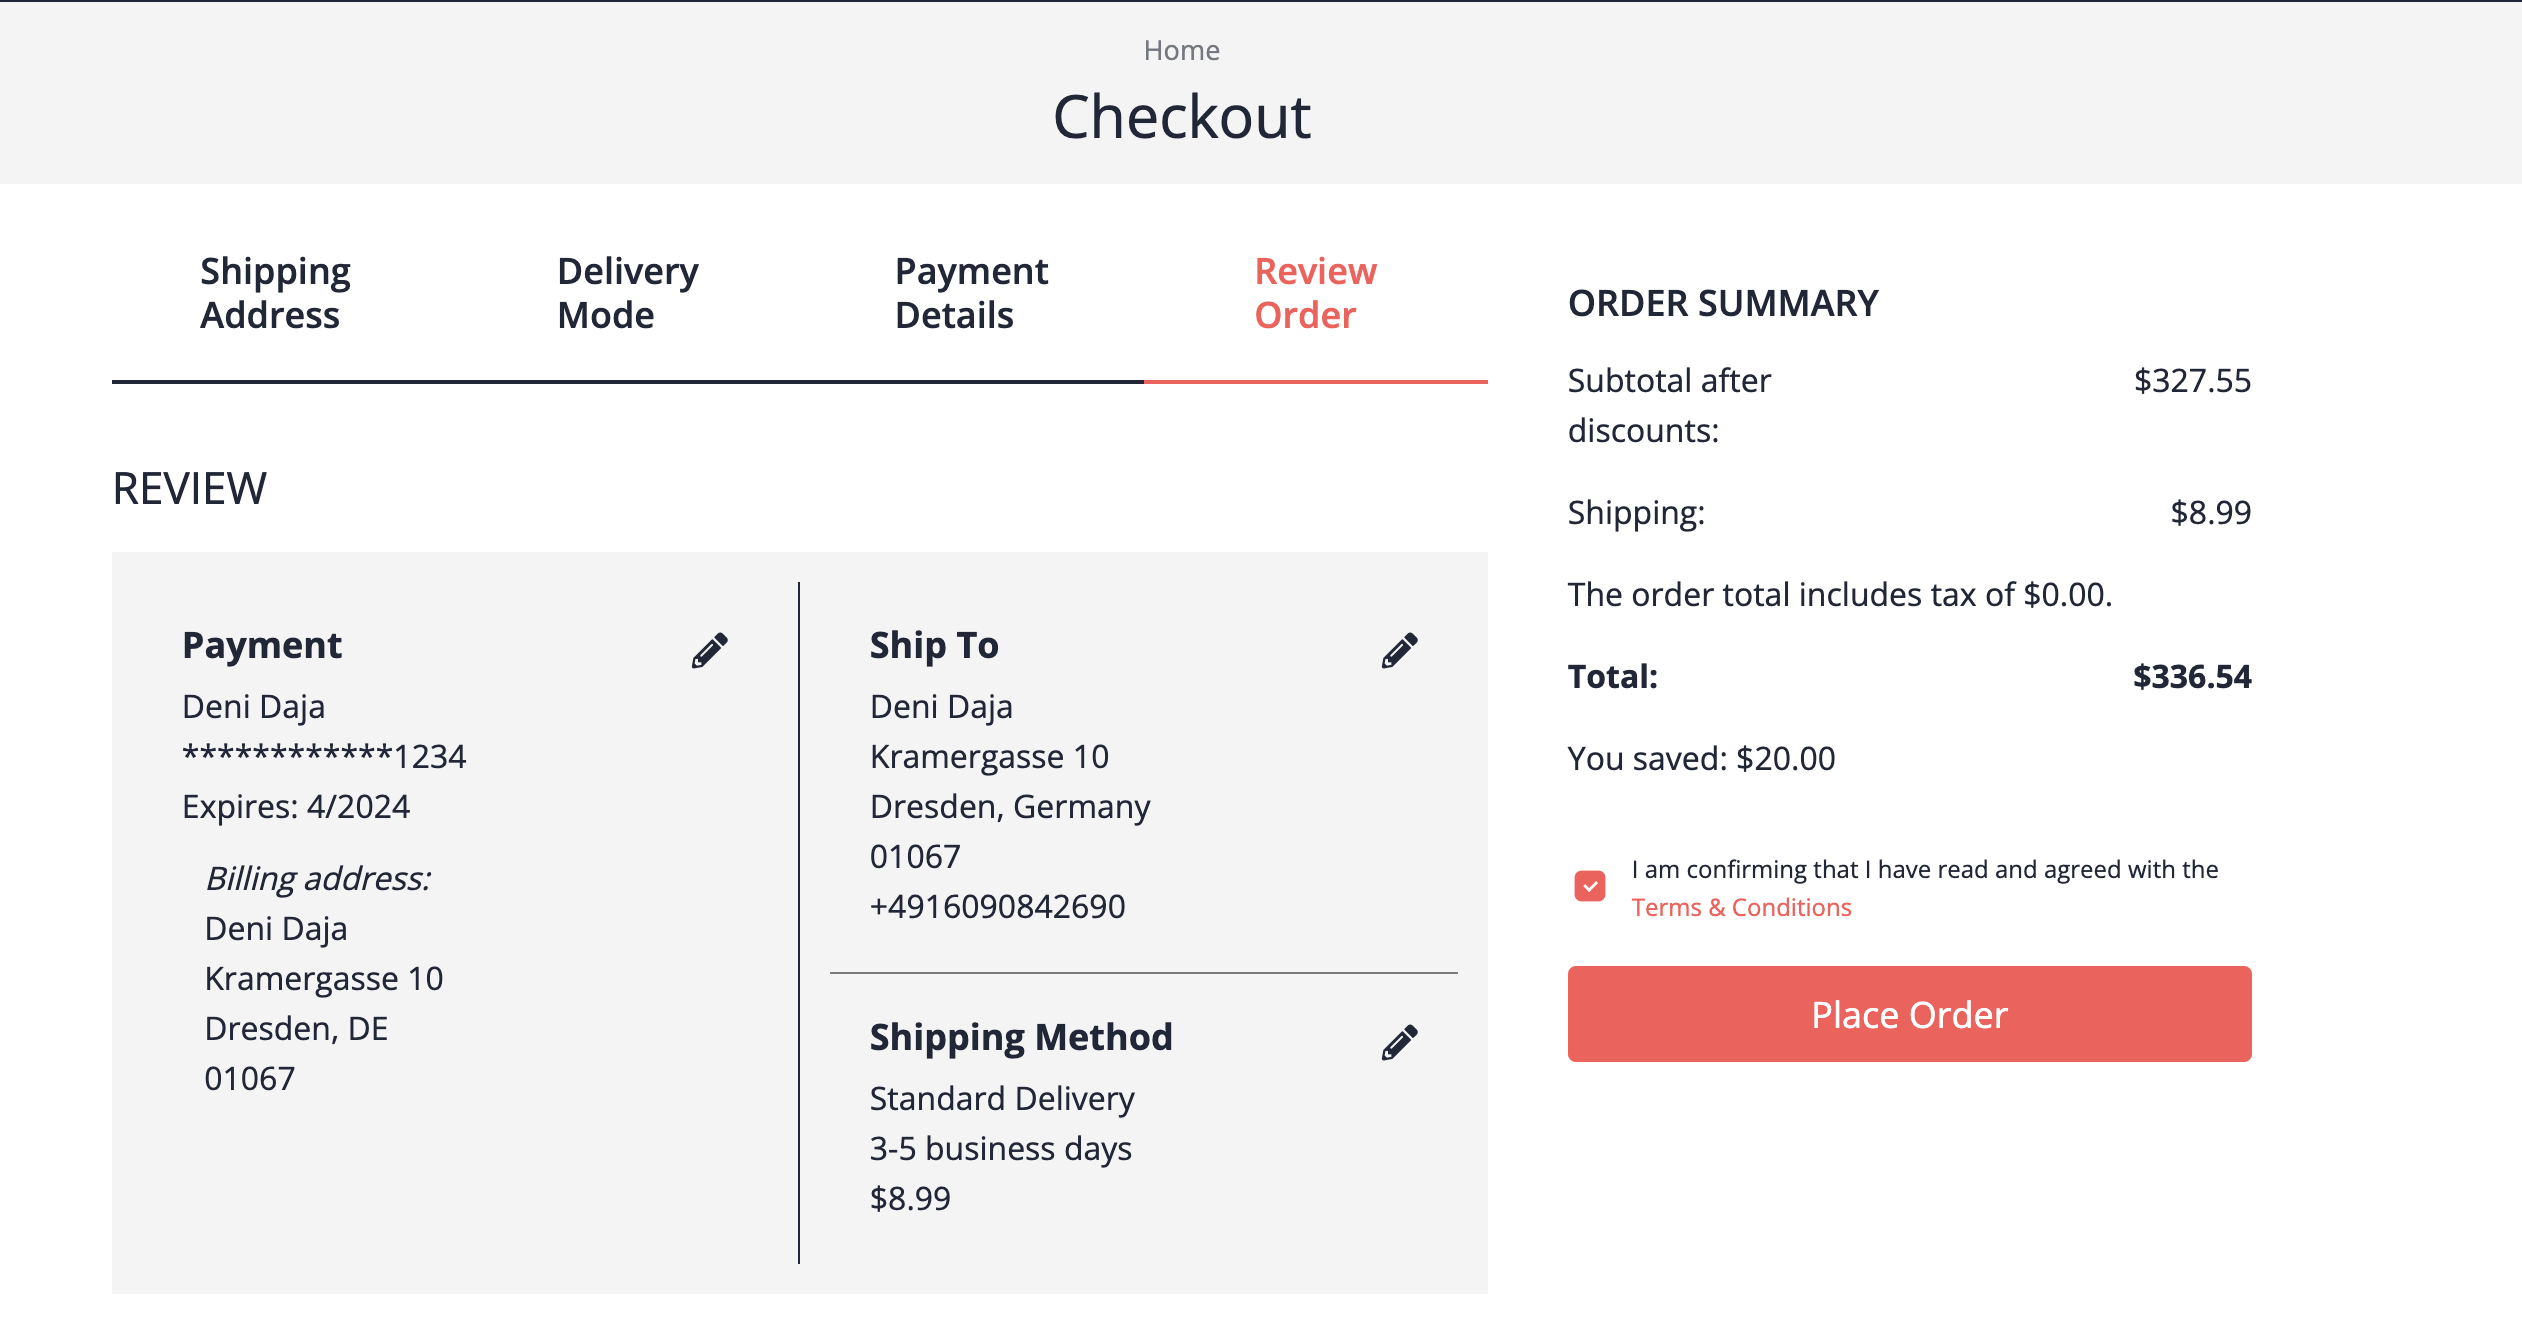 Home
Checkout
Shipping
Address
Delivery
Mode
Payment
Details
Review
Order
REVIEW
Payment
Deni Daja
************1234
Expires: 4/2024
Billing address:
Deni Daja
Kramergasse 10
Dresden, DE
01067
Ship To
Deni Daja
Kramergasse 10
Dresden, Germany
01067
+4916090842690
Shipping Method
Standard Delivery
3-5 business days
$8.99
ORDER SUMMARY
Subtotal after
discounts:
$327.55
Shipping: $8.99
The order total includes tax of $0.00.
Total: $336.54
You saved: $20.00
I am confirming that I have read and agreed with the
Terms & Conditions
Place Order